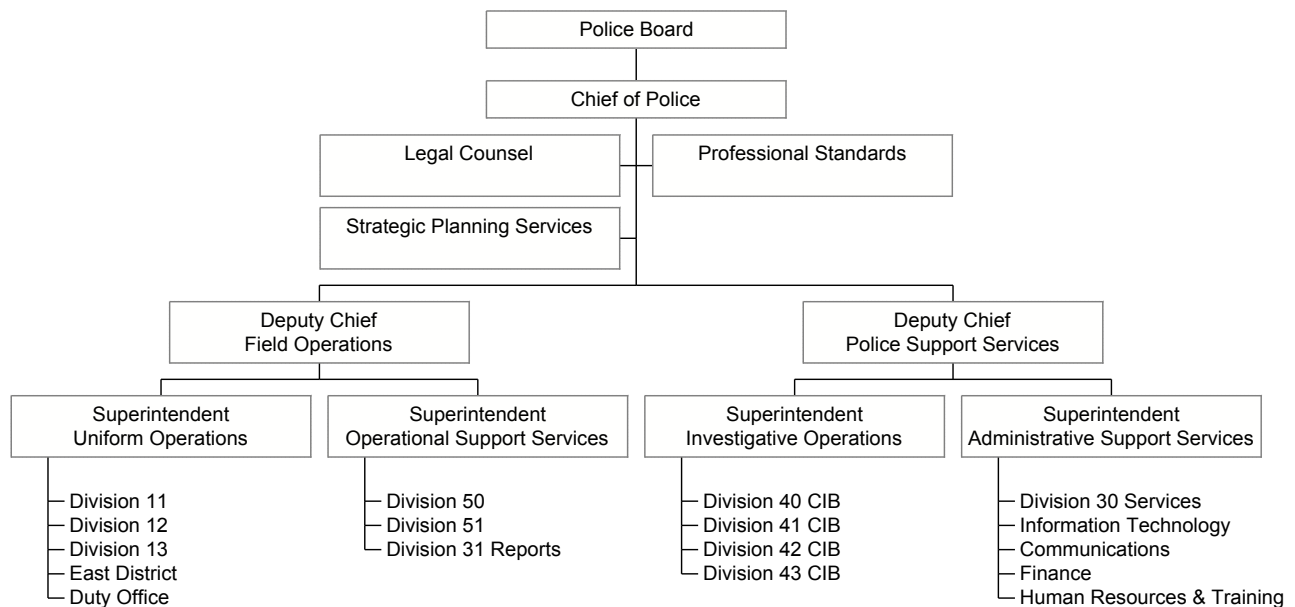 Police Board
Chief of Police
Legal Counsel
Professional Standards
Strategic Planning Services
Deputy Chief
Field Operations
Deputy Chief
Police Support Services
Superintendent
Uniform Operations
Superintendent
Operational Support Services
Superintendent
Investigative Operations
Superintendent
Administrative Support Services
Division 11
Division 12
Division 13
East District
Duty Office
Division 50
Division 51
Division 31 Reports
Division 40 CIB
Division 41 CIB
Division 42 CIB
Division 43 CIB
Division 30 Services
Information Technology
Communications
Finance
Human Resources & Training